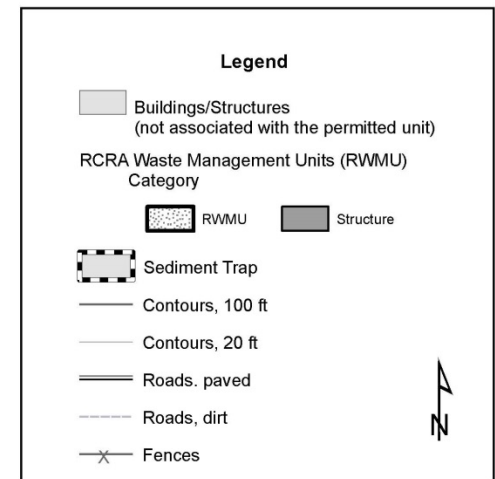 Legend
Buildings/Structures
(not associated with the permitted unit)
RCRA Waste Management Units (RWMU)
Category
RWMU
Structure
Sediment Trap
Contours, 100 ft
Contours, 20 ft
Roads. paved
Roads, dirt
Fences
N